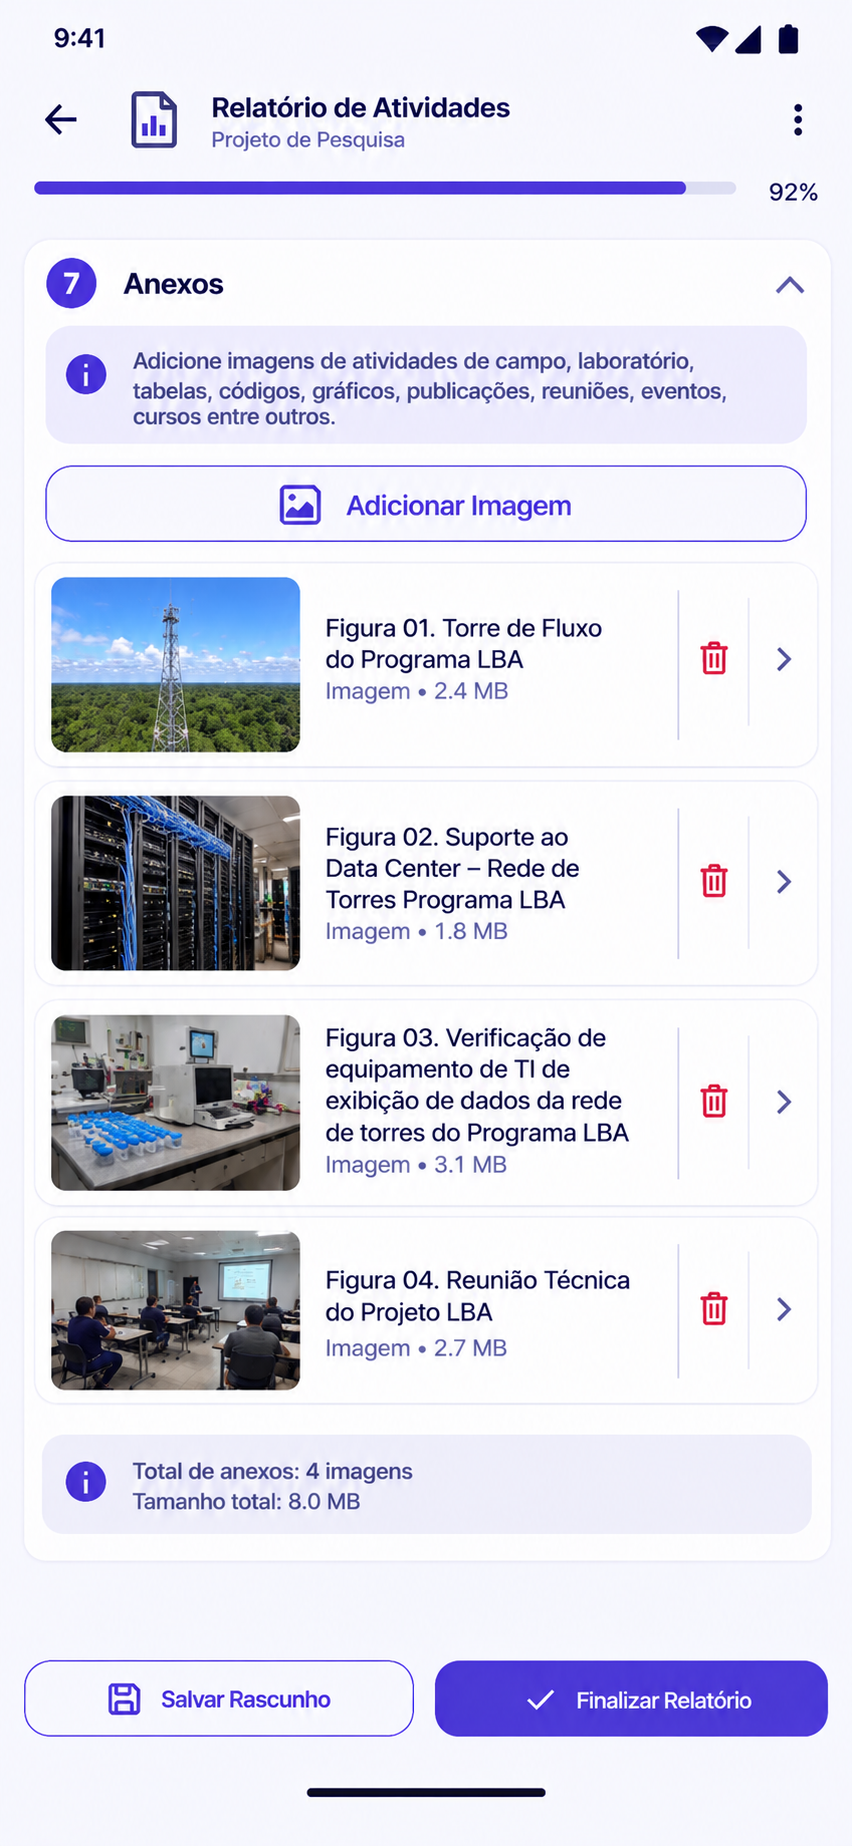 9:41
Relatório de Atividades
Projeto de Pesquisa
92%
7 Anexos
Adicione imagens de atividades de campo, laboratório,
tabelas, códigos, gráficos, publicações, reuniões, eventos,
cursos entre outros.
Adicionar Imagem
Figura 01. Torre de Fluxo
do Programa LBA
Imagem • 2.4 MB
Figura 02. Suporte ao
Data Center – Rede de
Torres Programa LBA
Imagem • 1.8 MB
Figura 03. Verificação de
equipamento de TI de
exibição de dados da rede
de torres do Programa LBA
Imagem • 3.1 MB
Figura 04. Reunião Técnica
do Projeto LBA
Imagem • 2.7 MB
Total de anexos: 4 imagens
Tamanho total: 8.0 MB
Salvar Rascunho
Finalizar Relatório